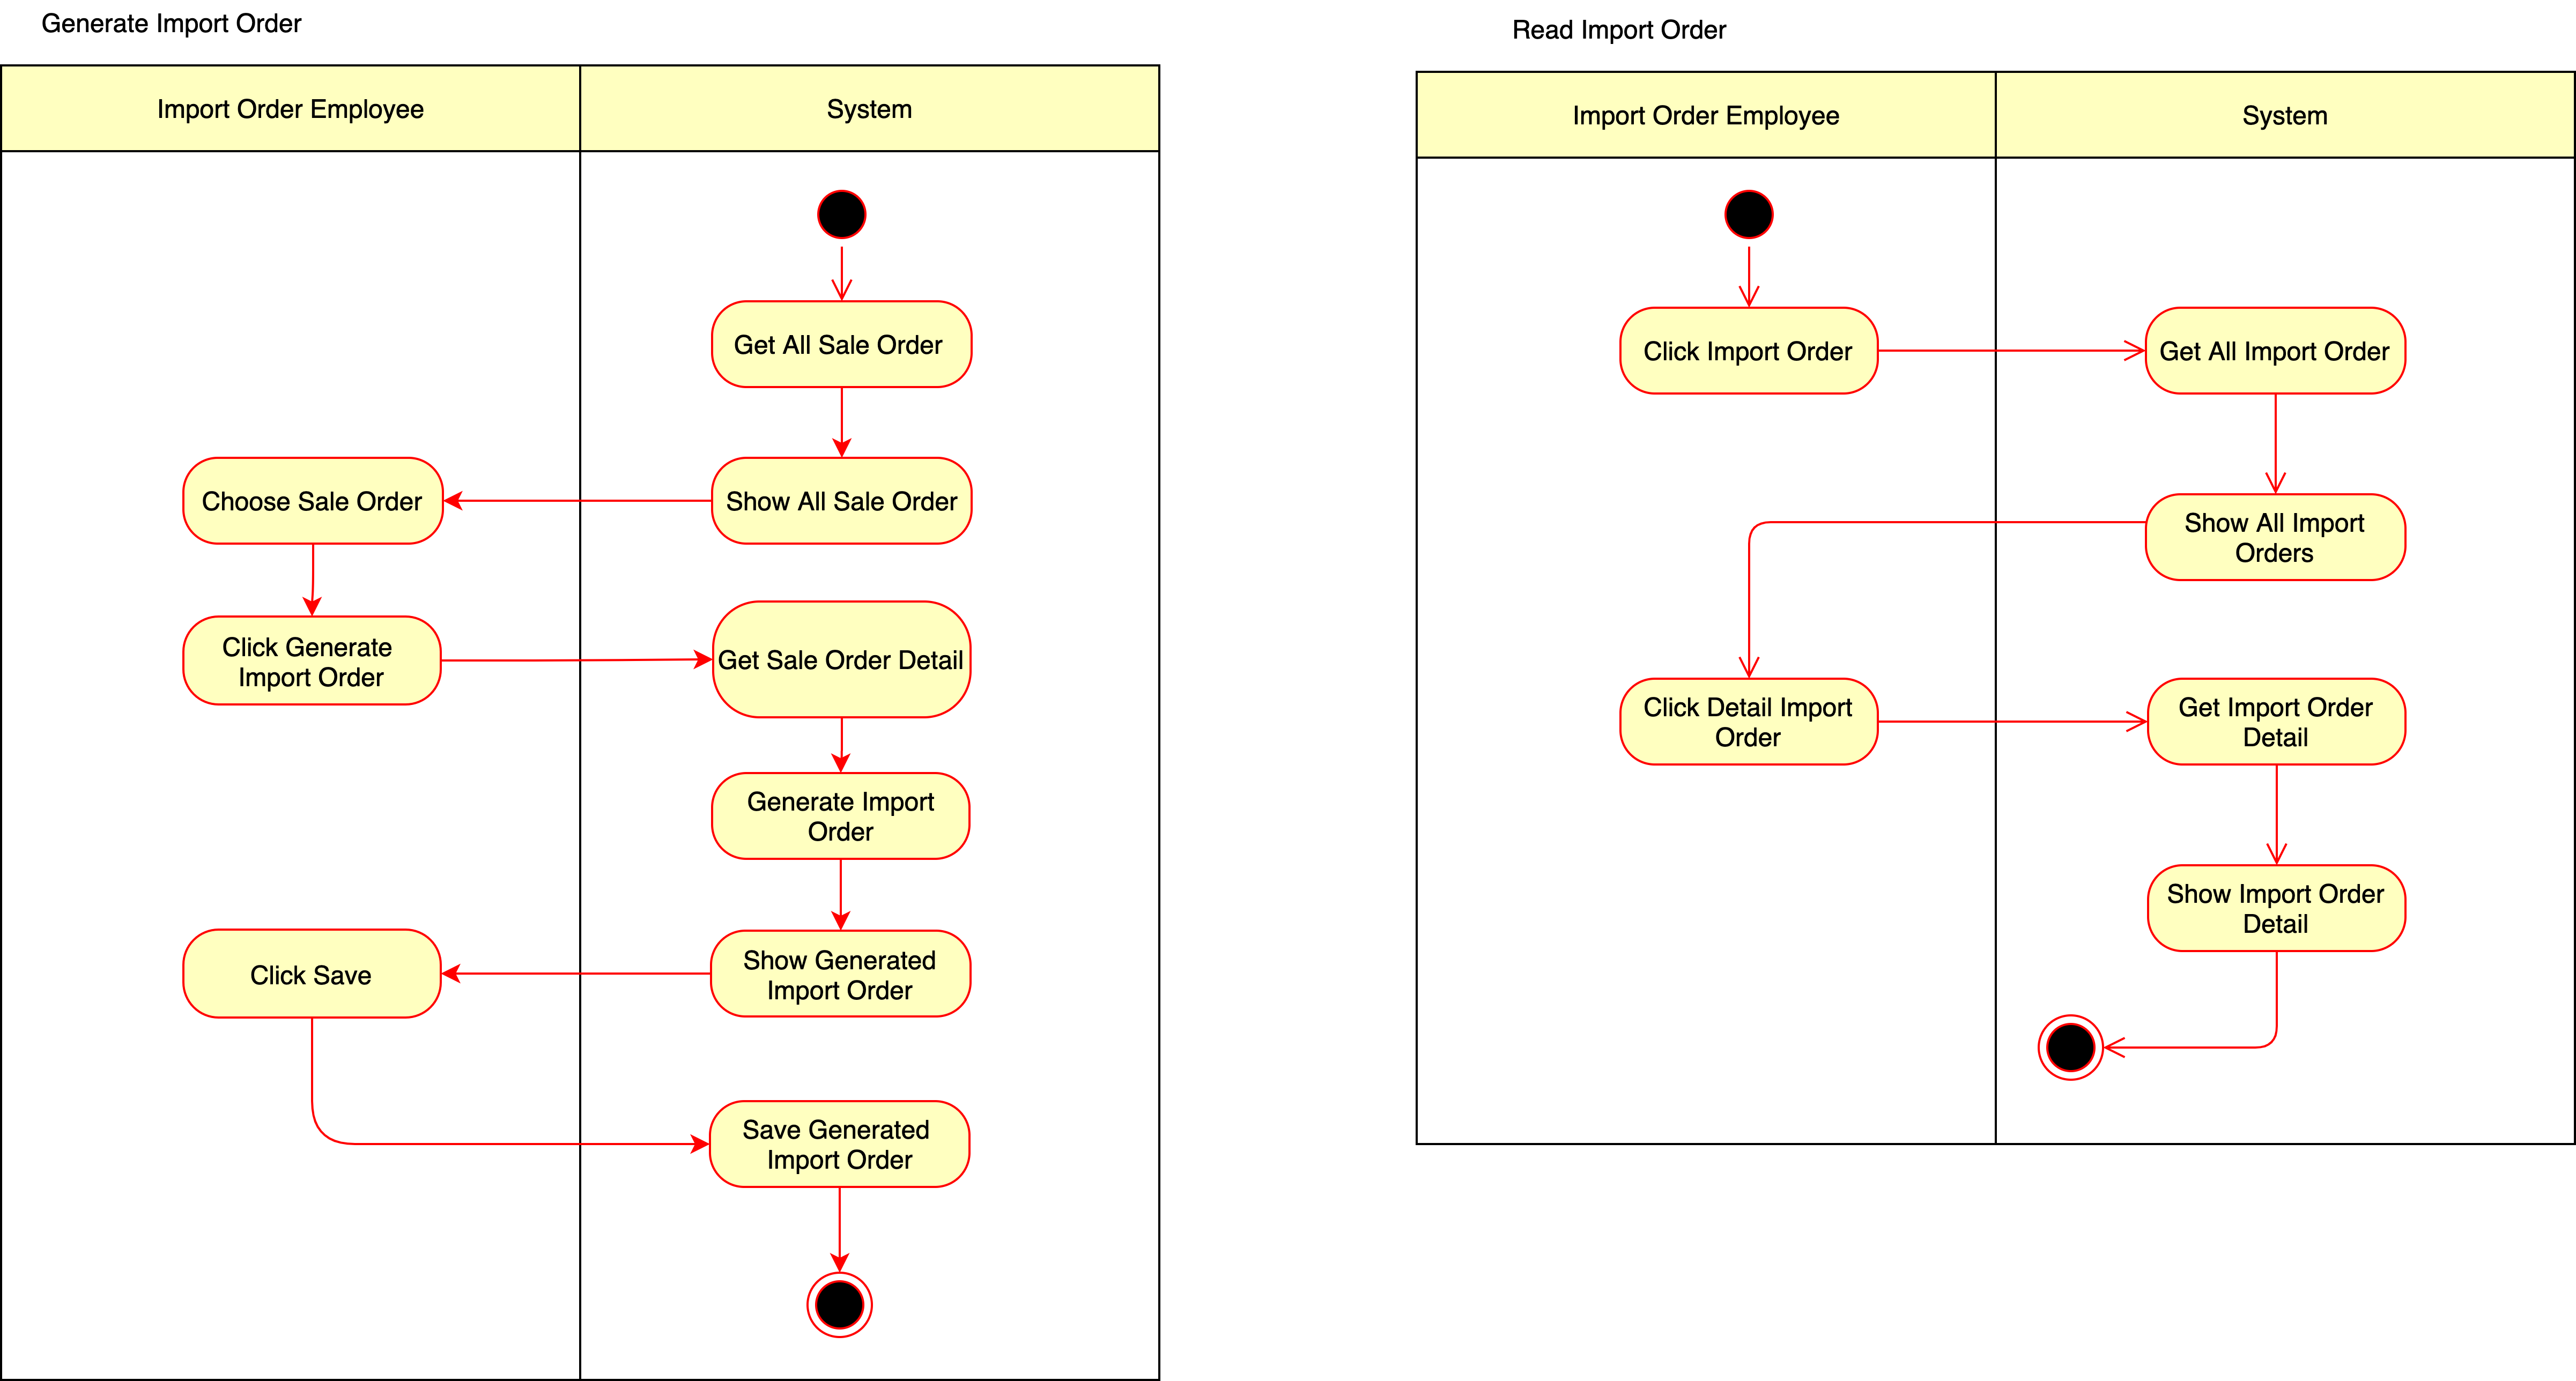 Generate Import Order
Import Order Employee
System
Get All Sale Order
Choose Sale Order
Show All Sale Order
Click Generate
Import Order
Get Sale Order Detail
Generate Import
Order
Click Save
Show Generated
Import Order
Save Generated
Import Order
Read Import Order
Import Order Employee
System
Click Import Order
Get All Import Order
Show All Import
Orders
Click Detail Import
Order
Get Import Order
Detail
Show Import Order
Detail